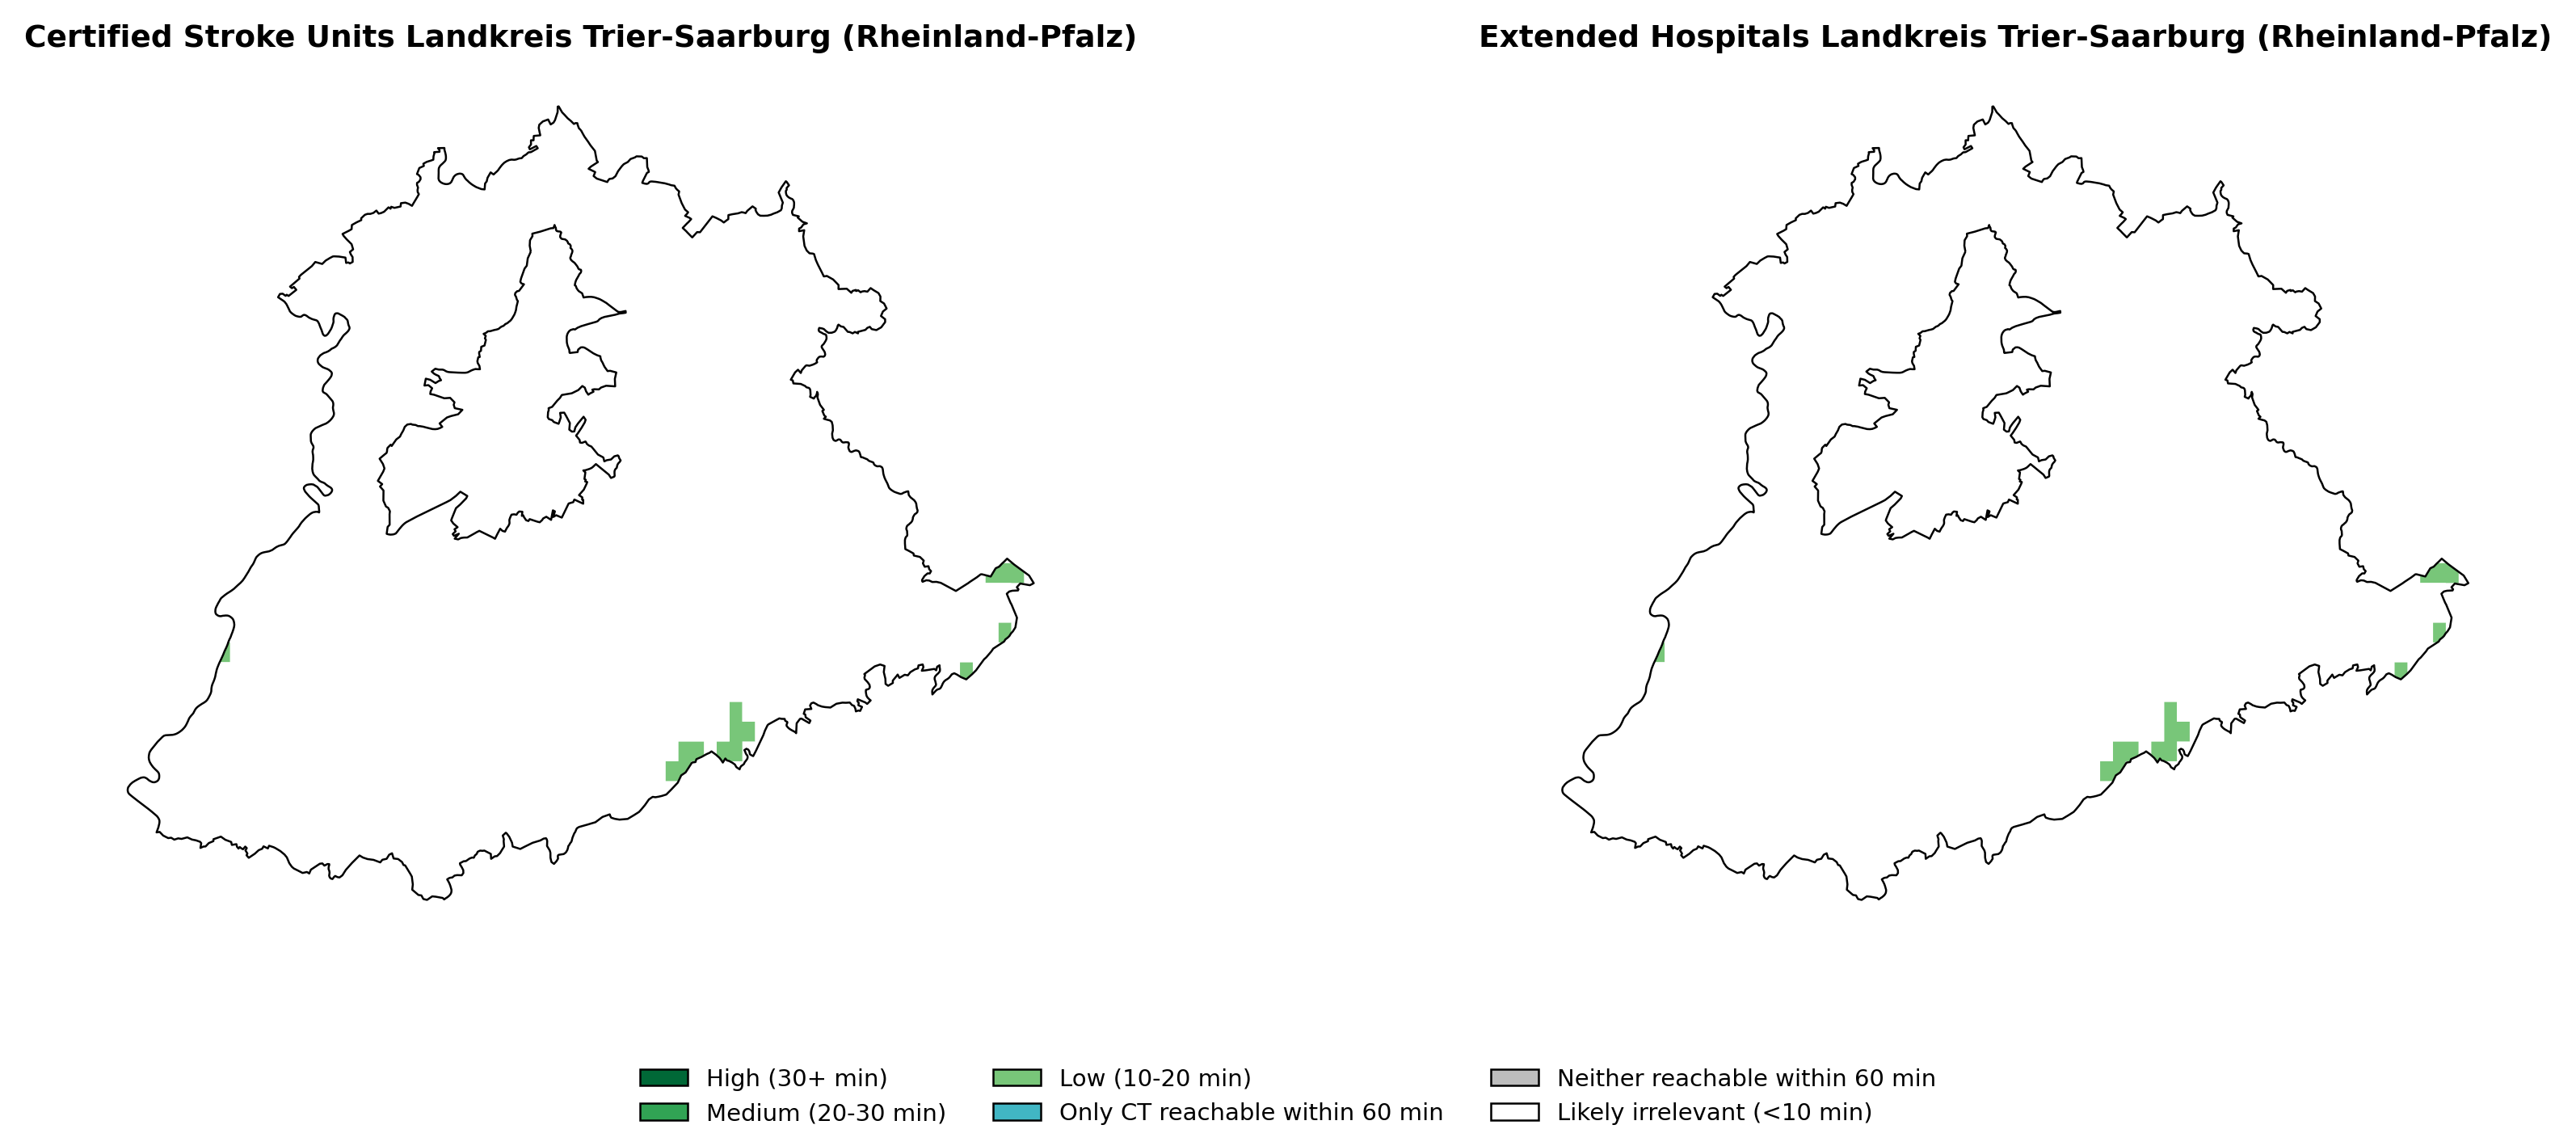 Certified Stroke Units Landkreis Trier-Saarburg (Rheinland-Pfalz)
Extended Hospitals Landkreis Trier-Saarburg (Rheinland-Pfalz)
High (30+ min)
Medium (20-30 min)
Low (10-20 min)
Only CT reachable within 60 min
Neither reachable within 60 min
Likely irrelevant (<10 min)